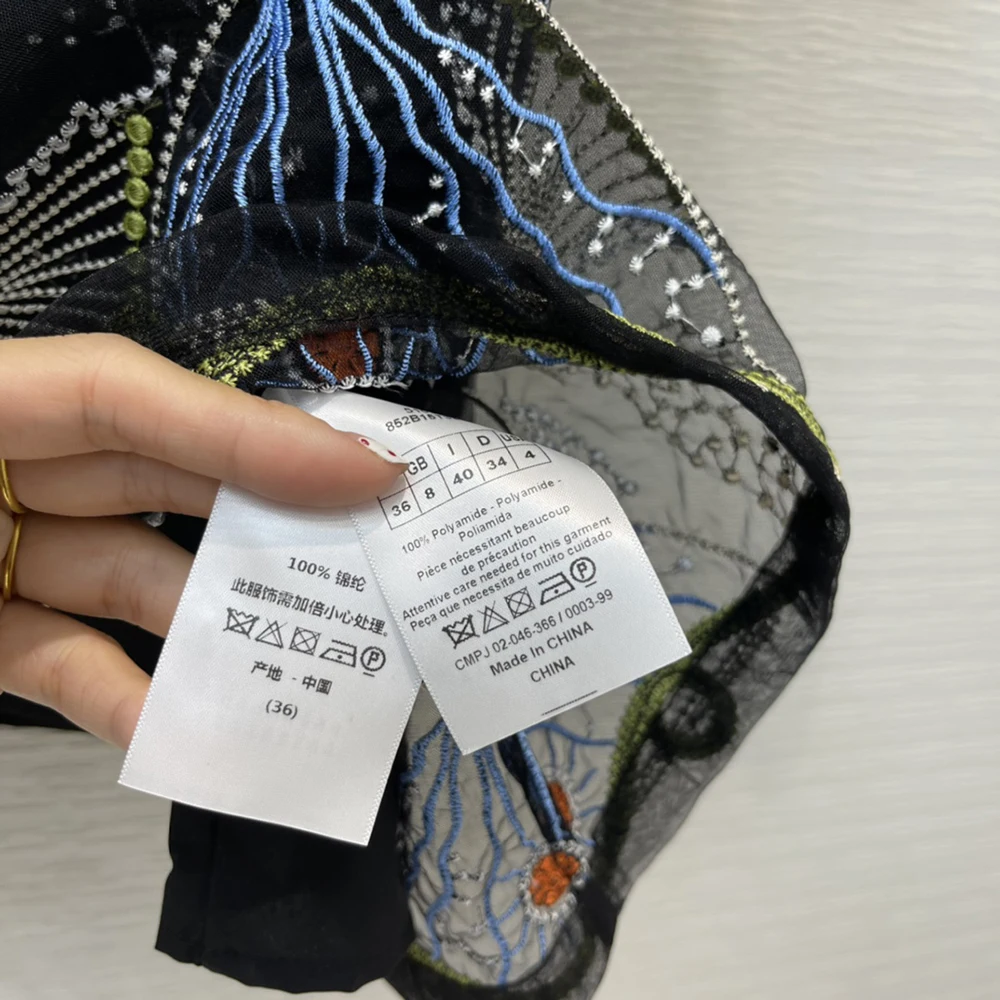 100% 锦纶
此服饰需加倍小心处理。
产地 - 中国
(36)
852B151
GB I D
36 8 40 34 4
100% Polyamide - Polyamide -
Poliamida
Pièce nécessitant beaucoup
de précaution
Attentive care needed for this garment
Peça que necessita de muito cuidado
CMPJ 02-046-366 / 0003-99
Made In CHINA
CHINA